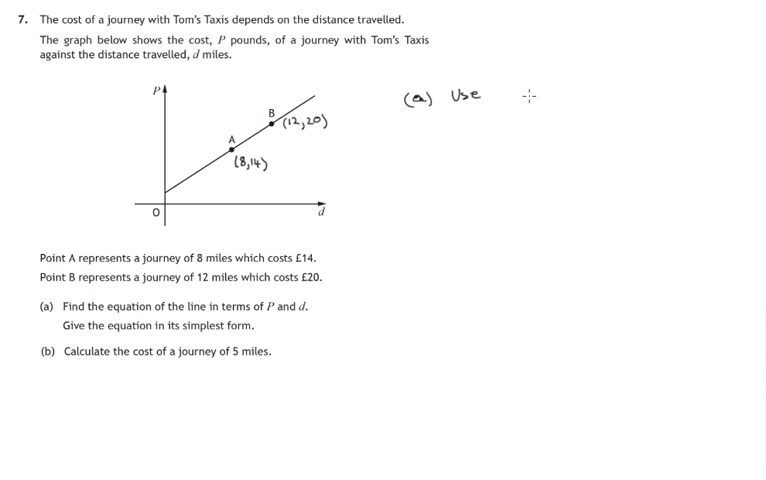 7. The cost of a journey with Tom's Taxis depends on the distance travelled.
The graph below shows the cost, P pounds, of a journey with Tom's Taxis
against the distance travelled, d miles.
P
(a) Use
B
(12,20)
A
(8,14)
O
d
Point A represents a journey of 8 miles which costs £14.
Point B represents a journey of 12 miles which costs £20.
(a) Find the equation of the line in terms of P and d.
Give the equation in its simplest form.
(b) Calculate the cost of a journey of 5 miles.